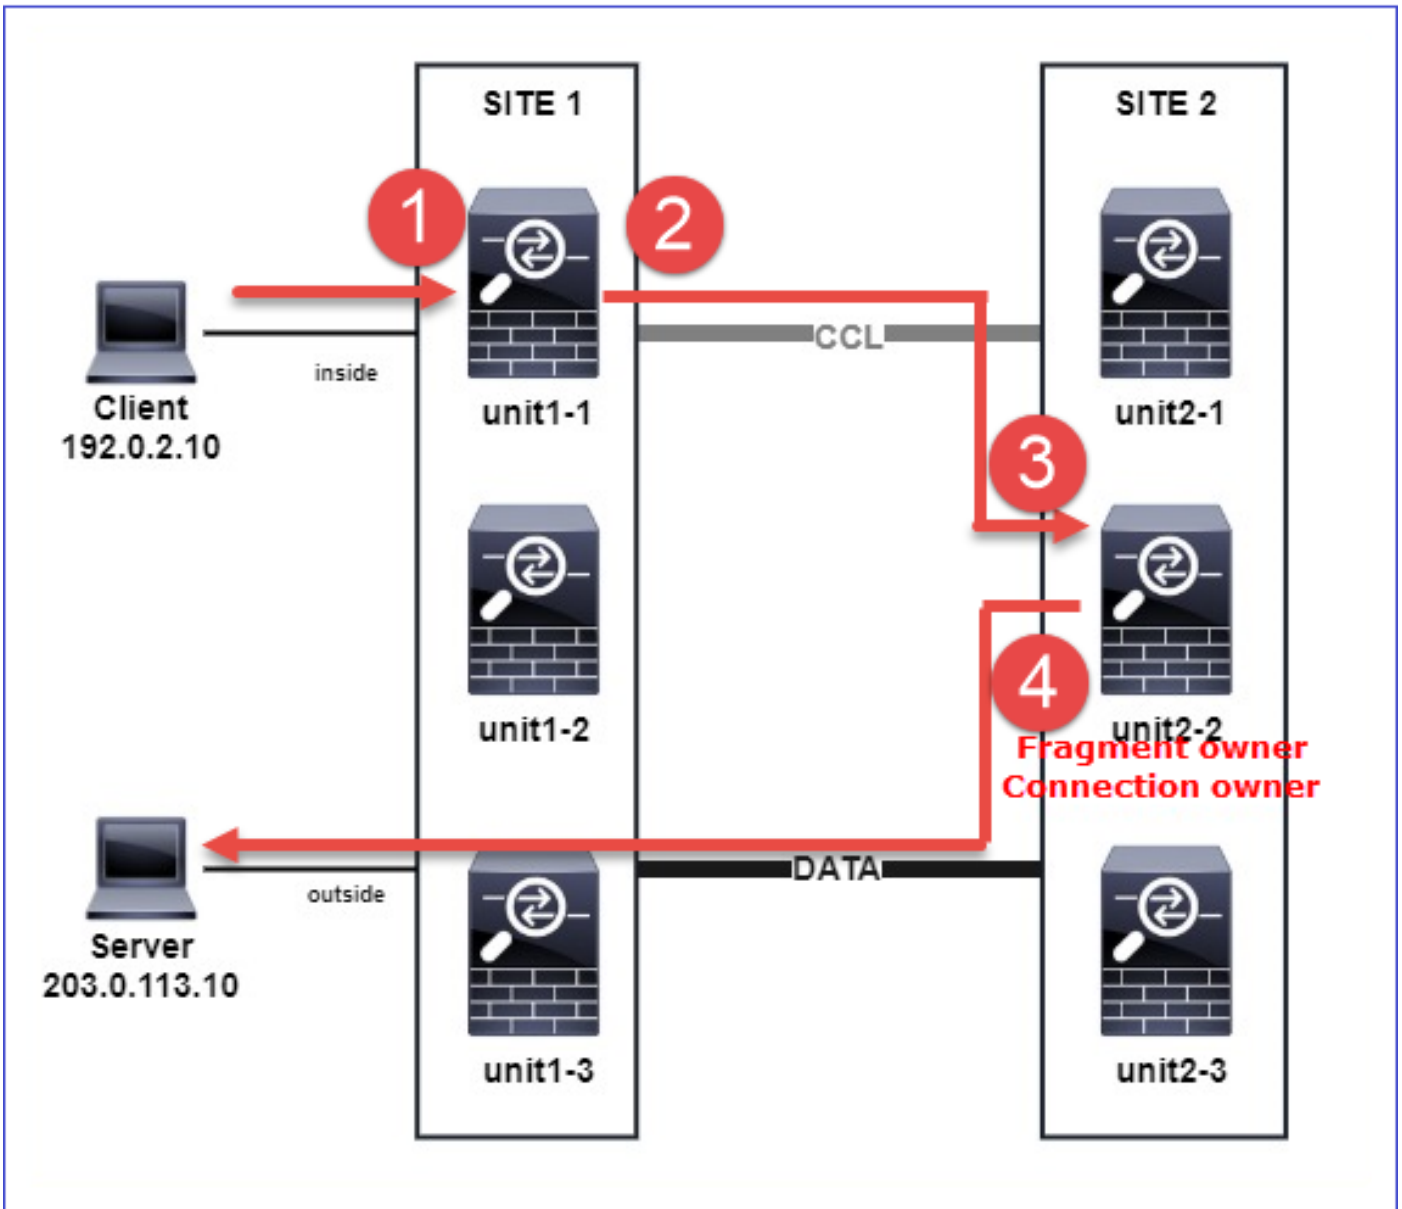 SITE 1
SITE 2
1
2
CCL
inside
Client
192.0.2.10
unit1-1
unit2-1
3
unit1-2
4
unit2-2
Fragment owner
Connection owner
DATA
outside
Server
203.0.113.10
unit1-3
unit2-3